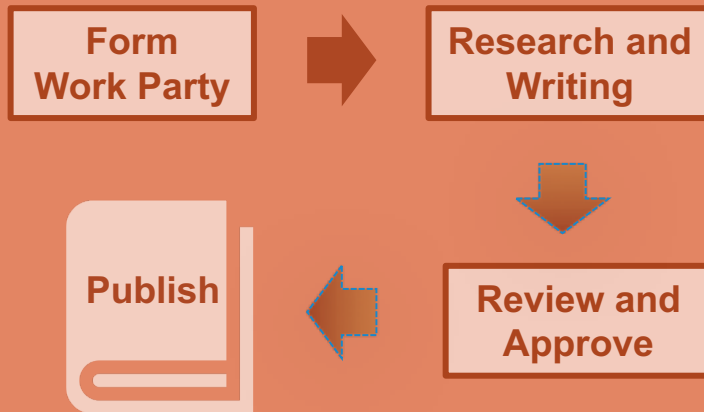 Form
Work Party
Research and
Writing
Review and
Approve
Publish